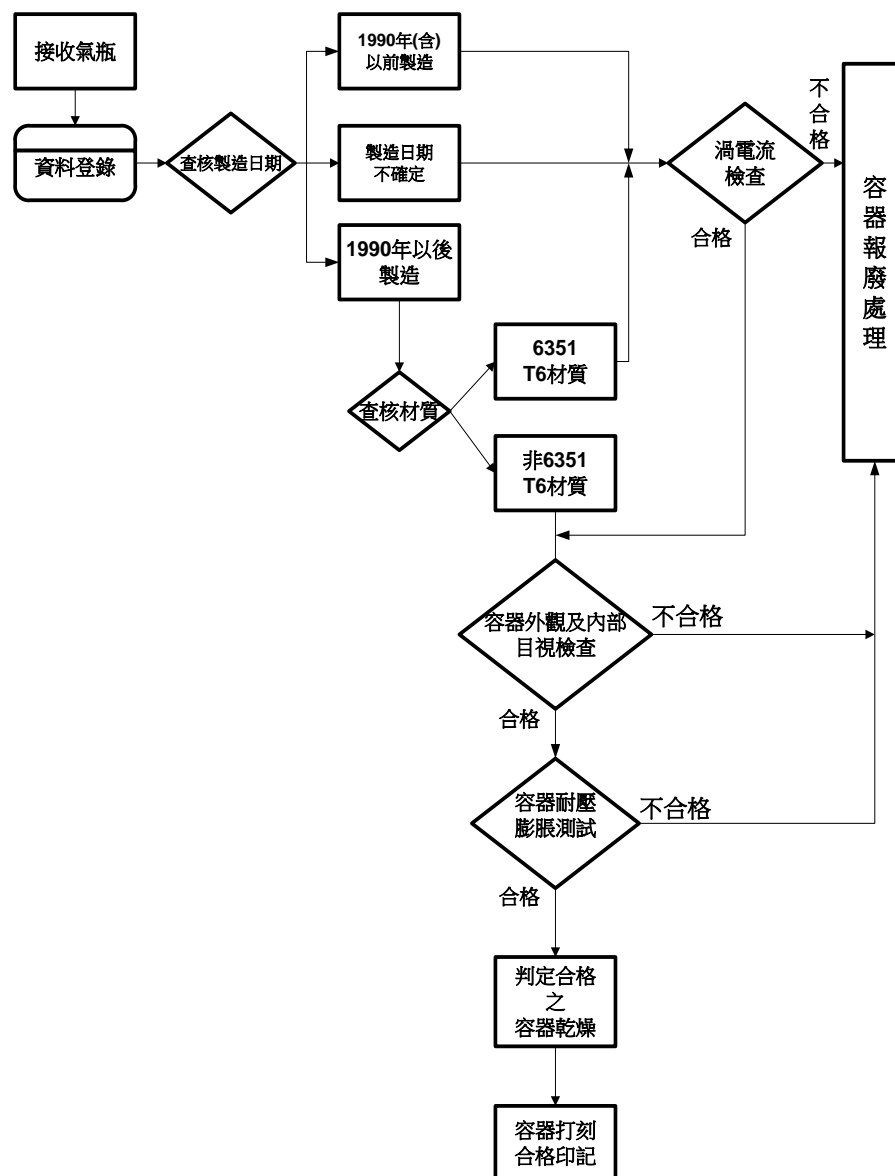 接收氣瓶
資料登錄
查核製造日期
1990年(含)
以前製造
製造日期
不確定
1990年以後
製造
查核材質
6351
T6材質
非6351
T6材質
渦電流
檢查
不合格
合格
容器報廢處理
容器外觀及內部
目視檢查
不合格
合格
容器耐壓
膨脹測試
不合格
合格
判定合格
之
容器乾燥
容器打刻
合格印記